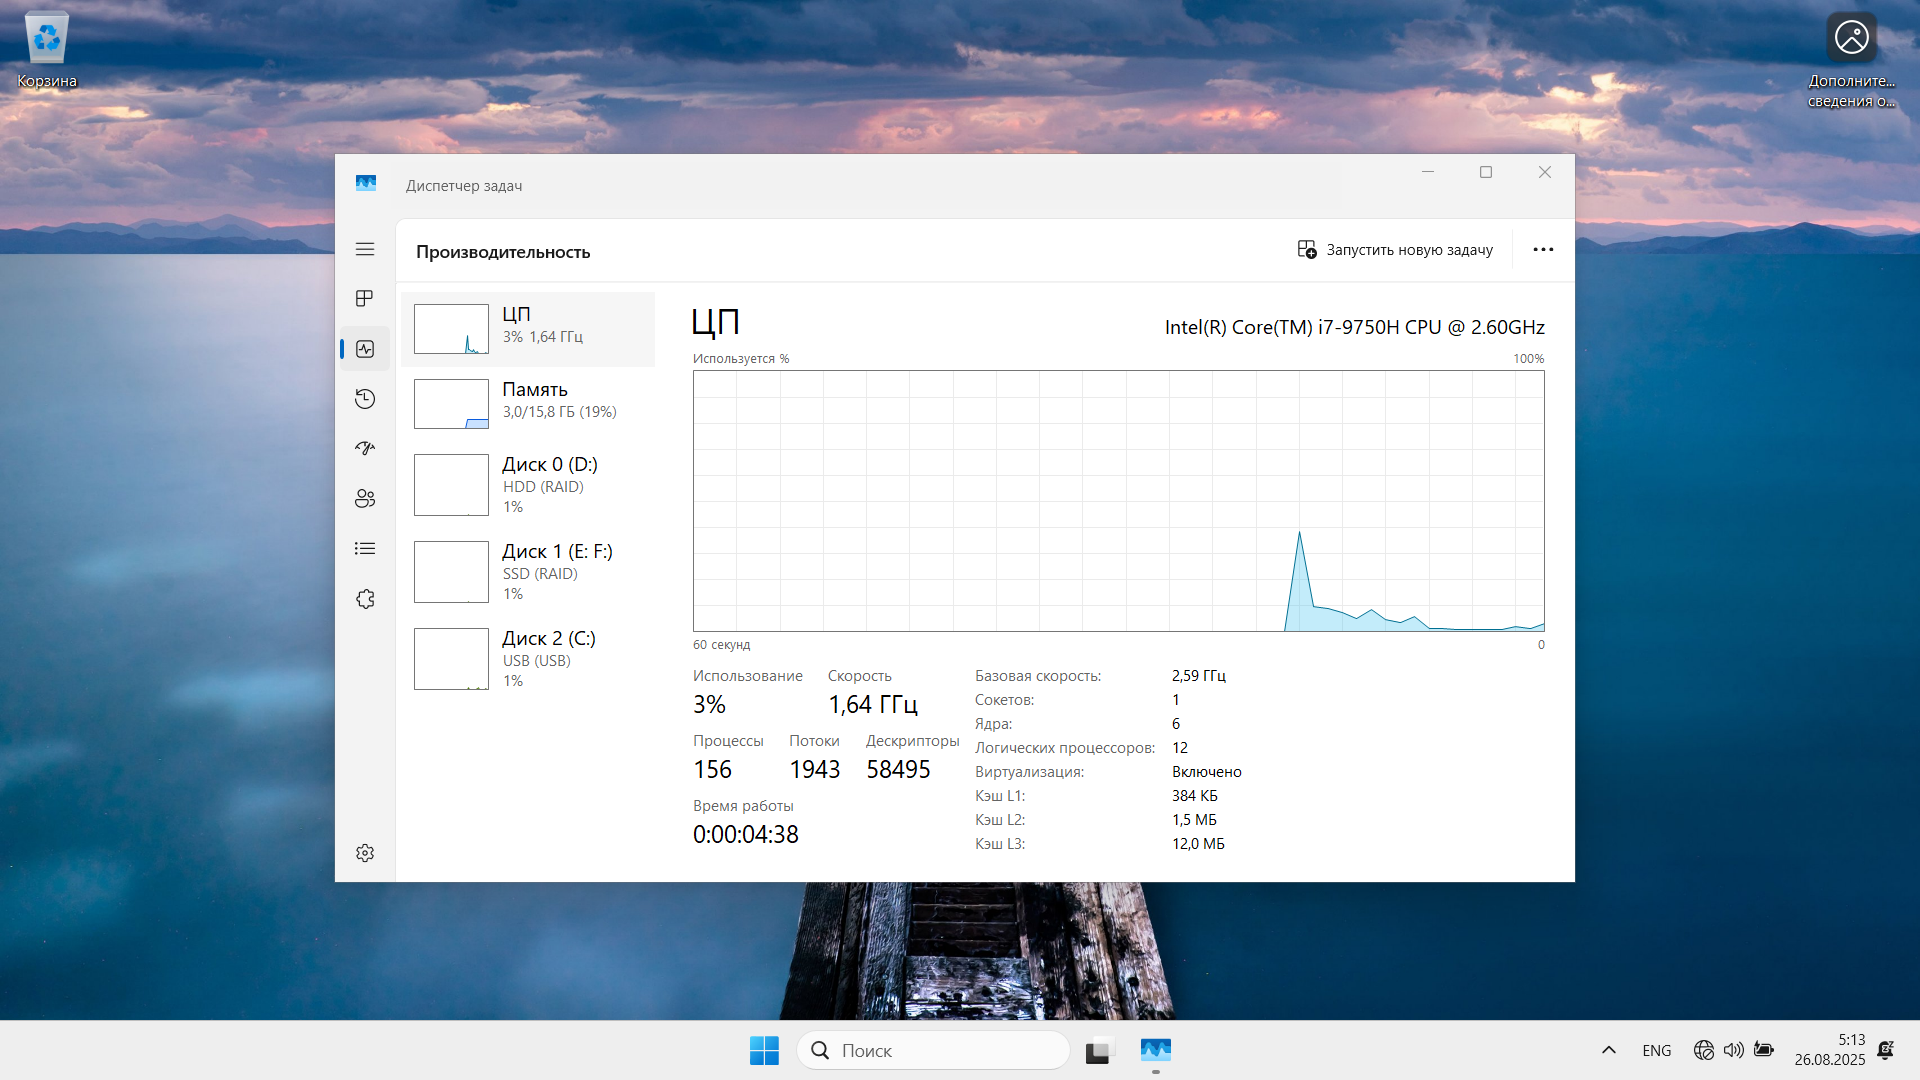 Корзина
Дополните...
сведения о...
Диспетчер задач
Производительность
Запустить новую задачу
ЦП
3% 1,64 ГГц
Память
3,0/15,8 ГБ (19%)
Диск 0 (D:)
HDD (RAID)
1%
Диск 1 (E: F:)
SSD (RAID)
1%
Диск 2 (C:)
USB (USB)
1%
ЦП
Intel(R) Core(TM) i7-9750H CPU @ 2.60GHz
Используется %
100%
60 секунд
0
Использование
Скорость
3%
1,64 ГГц
Процессы
Потоки
Дескрипторы
156
1943
58495
Время работы
0:00:04:38
Базовая скорость: 2,59 ГГц
Сокетов: 1
Ядра: 6
Логических процессоров: 12
Виртуализация: Включено
Кэш L1: 384 КБ
Кэш L2: 1,5 МБ
Кэш L3: 12,0 МБ
Поиск
ENG
5:13
26.08.2025